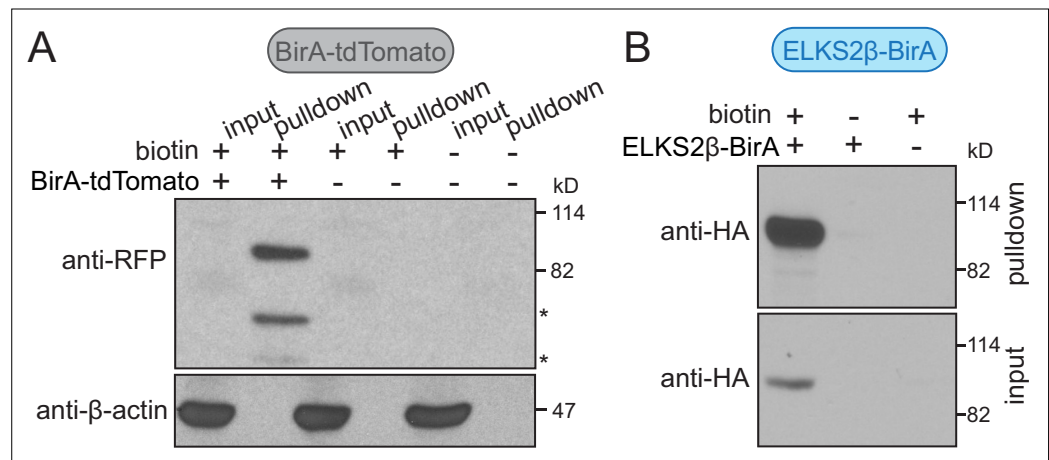 A
BirA-tdTomato
input pulldown input pulldown input pulldown
biotin + + + + - -
BirA-tdTomato + + - - - -
kD
114
anti-RFP
82
*
*
anti-β-actin
47
B
ELKS2β-BirA
biotin + - +
ELKS2β-BirA + + -
kD
anti-HA
114
82
pulldown
anti-HA
114
82
input